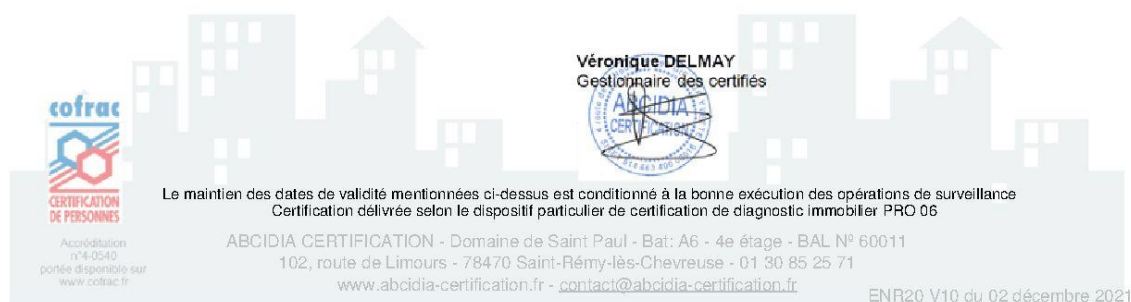 Véronique DELMAY
Gestionnaire des certifiés
ABCIDIA
CERTIFICATION
cofrac
CERTIFICATION
DE PERSONNES
Le maintien des dates de validité mentionnées ci-dessus est conditionné à la bonne exécution des opérations de surveillance
Certification délivrée selon le dispositif particulier de certification de diagnostic immobilier PRO 06
Accréditation
n°4-0540
portée disponible sur
www.cofrac.fr
ABCIDIA CERTIFICATION - Domaine de Saint Paul - Bat: A6 - 4e étage - BAL N° 60011
102, route de Limours - 78470 Saint-Rémy-lès-Chevreuse - 01 30 85 25 71
www.abcidia-certification.fr - contact@abcidia-certification.fr
ENR20 V10 du 02 décembre 2021